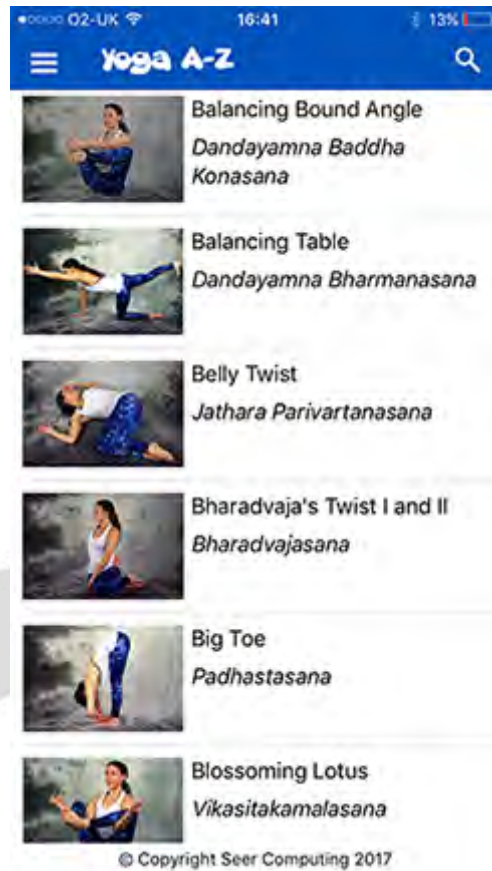 O2-UK 16:41 13%
Yoga A-Z
Balancing Bound Angle
Dandayamna Baddha
Konasana
Balancing Table
Dandayamna Bharmanasana
Belly Twist
Jathara Parivartanasana
Bharadvaja's Twist I and II
Bharadvajasana
Big Toe
Padhastasana
Blossoming Lotus
Vikasitakamalasana
© Copyright Seer Computing 2017